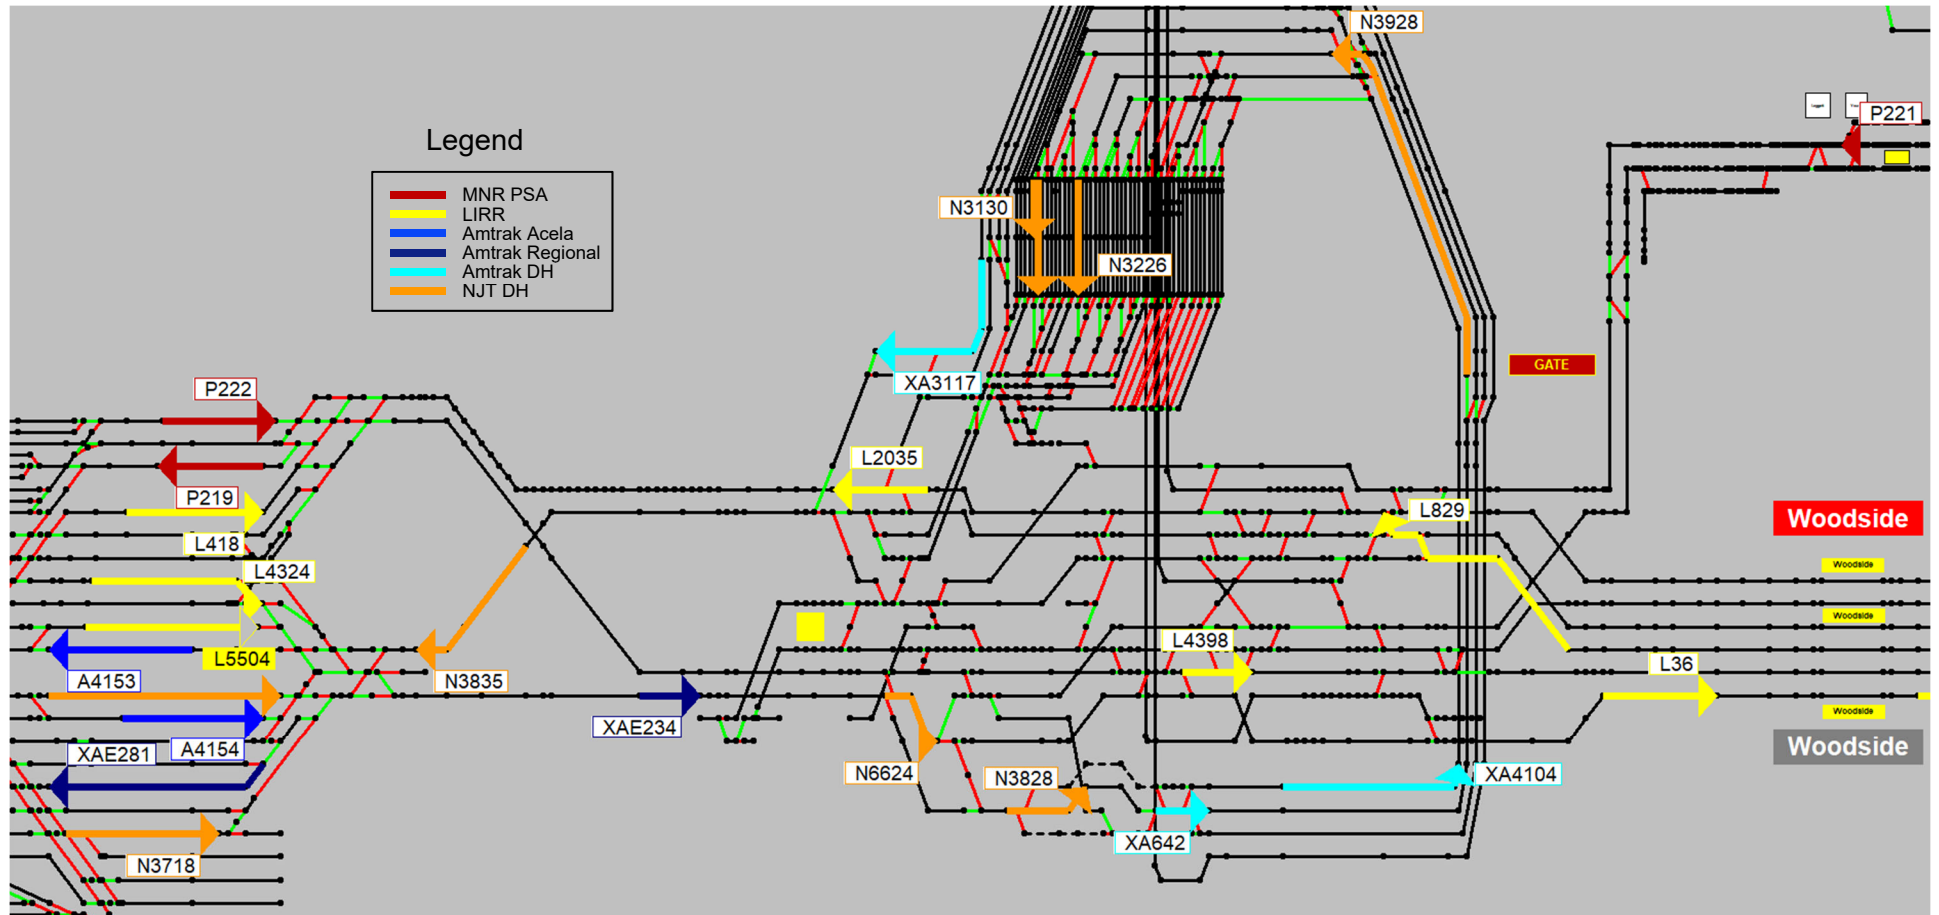 N3928
P221
Legend
MNR PSA
LIRR
Amtrak Acela
Amtrak Regional
Amtrak DH
NJT DH
N3130
N3226
GATE
XA3117
P222
L2035
P219
L829
Woodside
L418
L4324
Woodside
Woodside
L4398
L5504
L36
A4153
N3835
Woodside
XAE234
A4154
XAE281
Woodside
N6624
N3828
XA4104
XA642
N3718